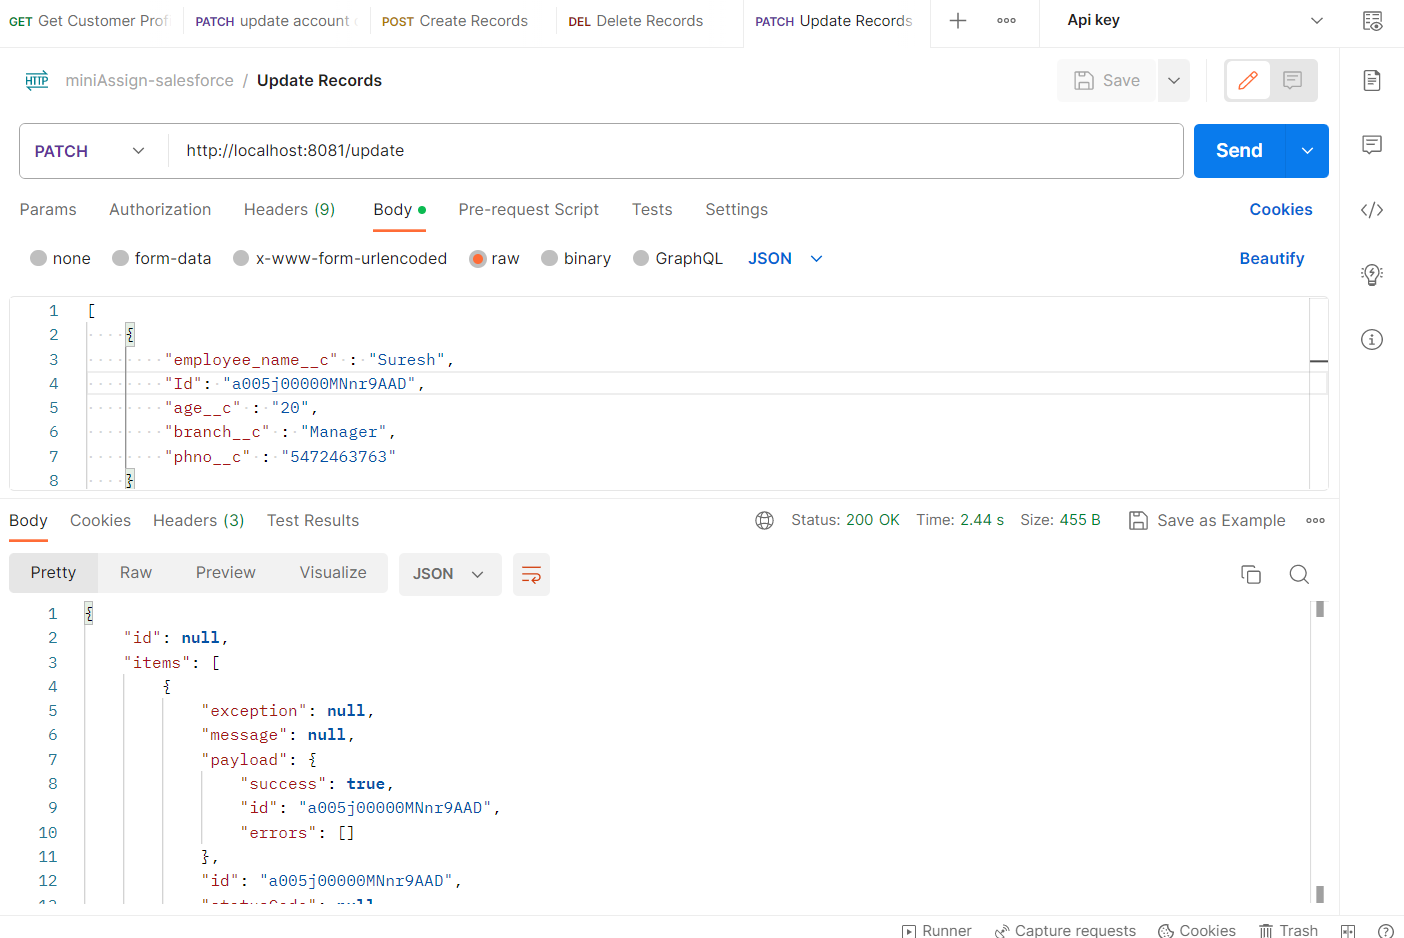 GET Get Customer Prof PATCH update account POST Create Records DEL Delete Records PATCH Update Records Api key
HTTP miniAssign-salesforce / Update Records Save
PATCH http://localhost:8081/update Send
Params Authorization Headers (9) Body Pre-request Script Tests Settings Cookies
none form-data x-www-form-urlencoded raw binary GraphQL JSON Beautify
1 [
2 {
3 "employee_name__c" : "Suresh",
4 "Id": "a005j00000MNnr9AAD",
5 "age__c" : "20",
6 "branch__c" : "Manager",
7 "phno__c" : "5472463763"
8 }
Body Cookies Headers (3) Test Results Status: 200 OK Time: 2.44 s Size: 455 B Save as Example
Pretty Raw Preview Visualize JSON
1 {
2 "id": null,
3 "items": [
4 {
5 "exception": null,
6 "message": null,
7 "payload": {
8 "success": true,
9 "id": "a005j00000MNnr9AAD",
10 "errors": []
11 },
12 "id": "a005j00000MNnr9AAD",
13 "statusCode": null
Runner Capture requests Cookies Trash